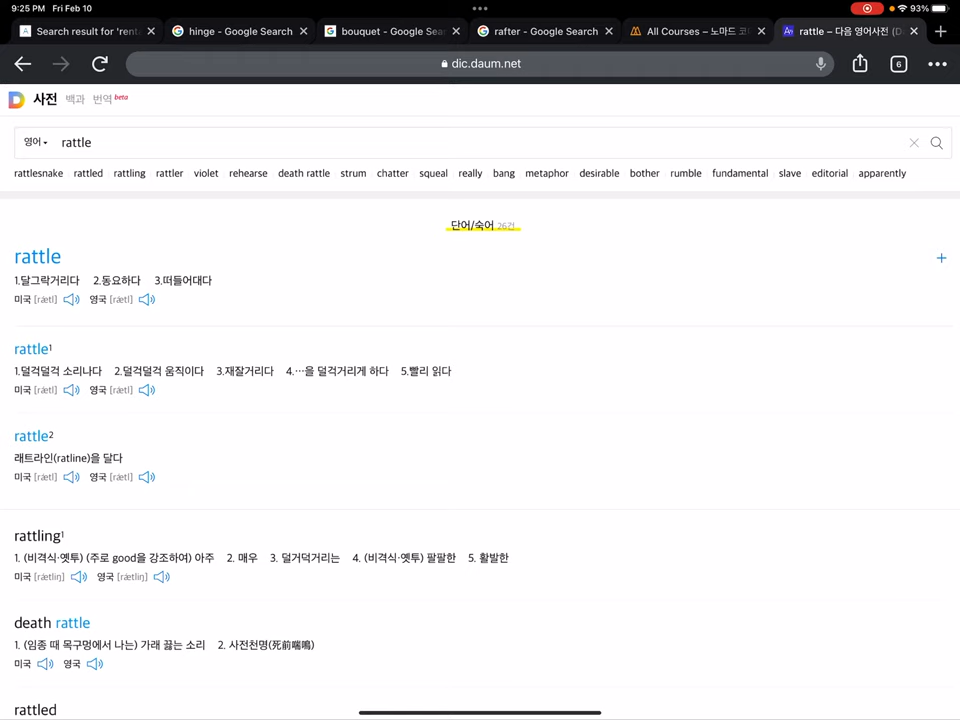 9:25 PM Fri Feb 10
93%
Search result for 'rent
hinge - Google Search
bouquet - Google Sea
rafter - Google Search
All Courses – 노마드 코
rattle – 다음 영어사전 (D
dic.daum.net
6
사전 백과 번역 beta
영어 rattle
rattlesnake rattled rattling rattler violet rehearse death rattle strum chatter squeal really bang metaphor desirable bother rumble fundamental slave editorial apparently
단어/숙어 26건
rattle
1.달그락거리다 2.동요하다 3.떠들어대다
미국 [rætl] 영국 [rætl]
rattle1
1.덜걱덜걱 소리나다 2.덜걱덜걱 움직이다 3.재잘거리다 4.…을 덜걱거리게 하다 5.빨리 읽다
미국 [rætl] 영국 [rætl]
rattle2
래트라인(ratline)을 달다
미국 [rætl] 영국 [rætl]
rattling1
1. (비격식·옛투) (주로 good을 강조하여) 아주 2. 매우 3. 덜거덕거리는 4. (비격식·옛투) 팔팔한 5. 활발한
미국 [rætliŋ] 영국 [rætliŋ]
death rattle
1. (임종 때 목구멍에서 나는) 가래 끓는 소리 2. 사전천명(死前喘鳴)
미국 영국
rattled